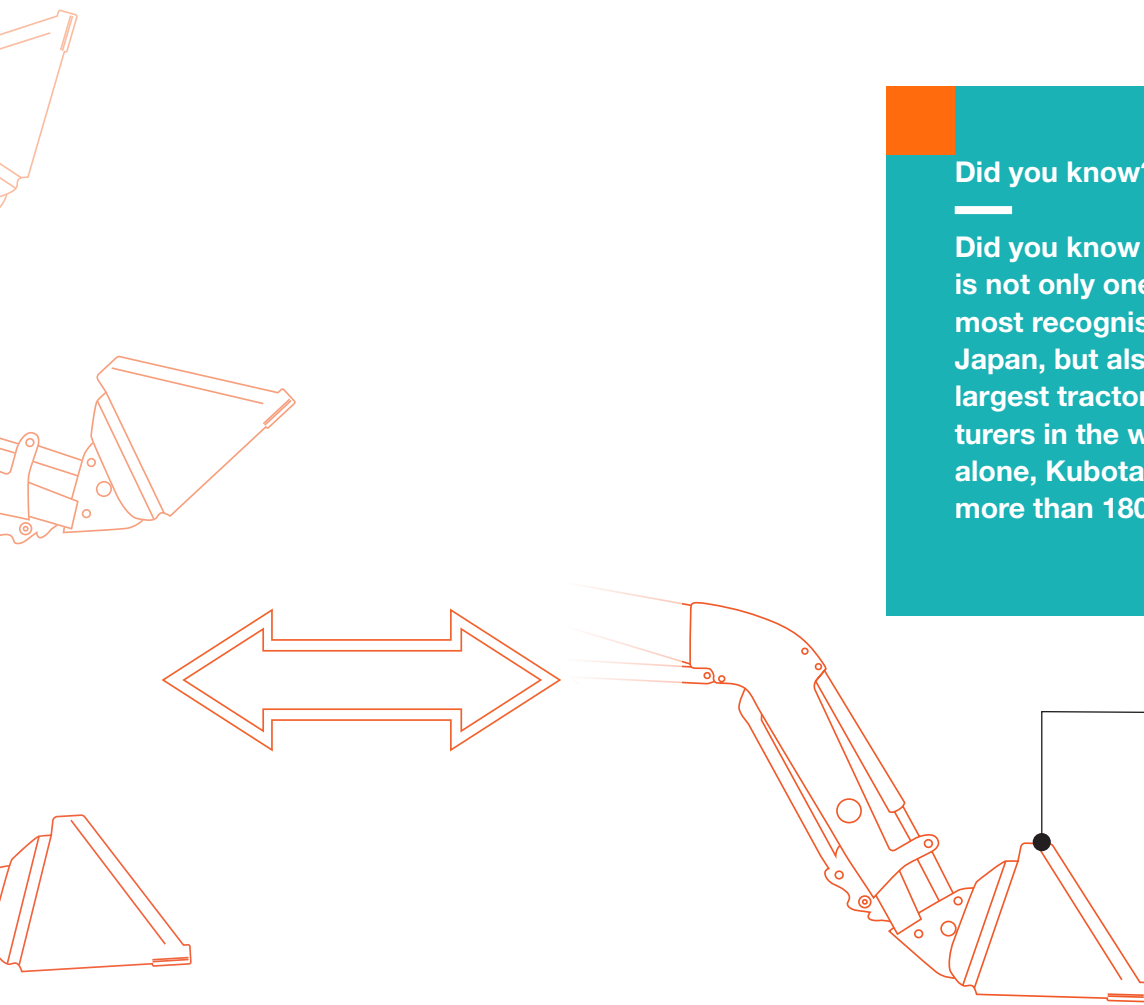 Did you know?
Did you know
is not only one
most recognis
Japan, but als
largest tractor
turers in the w
alone, Kubota
more than 180